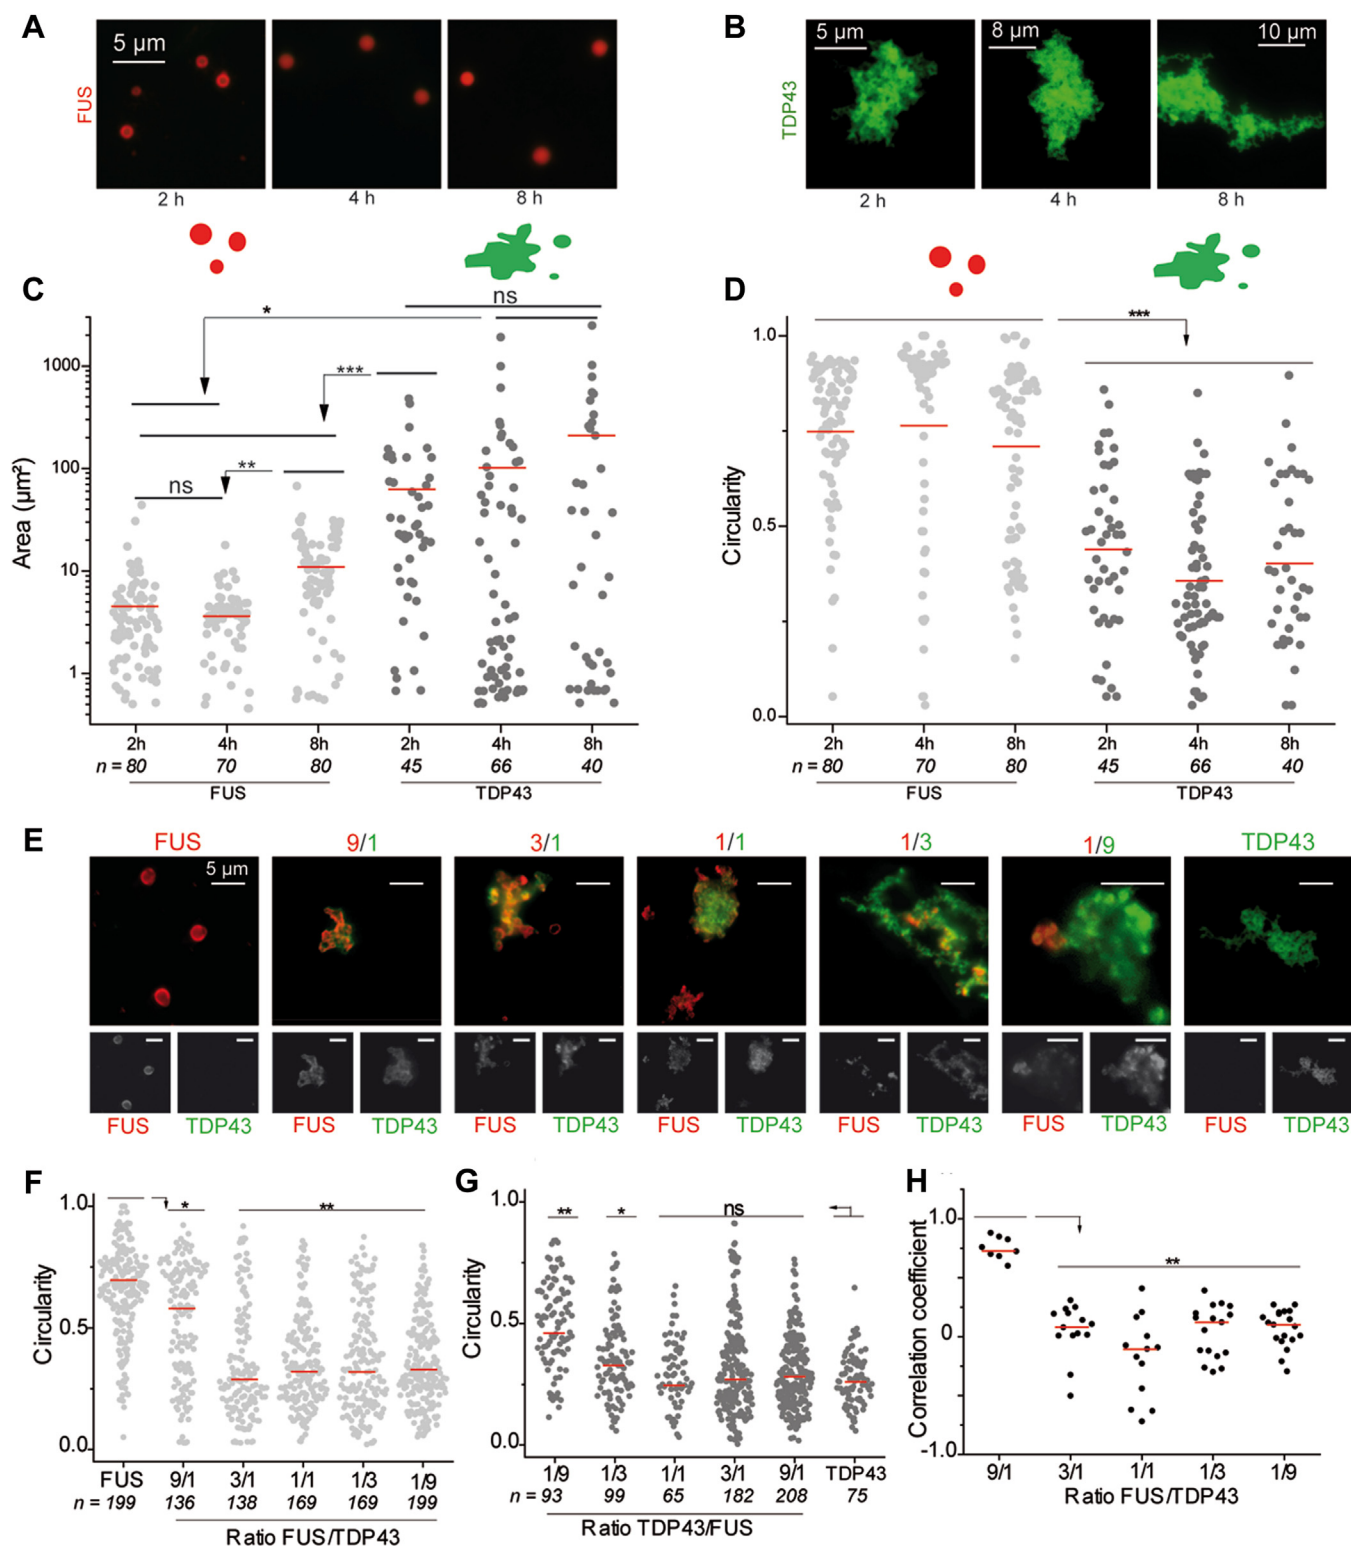 A
5 µm
FUS
2 h
4 h
8 h
B
5 µm
8 µm
10 µm
TDP43
2 h
4 h
8 h
C
ns
*
***
**
ns
Area (µm²)
1000
100
10
1
2h 4h 8h 2h 4h 8h
n = 80 70 80 45 66 40
FUS TDP43
D
***
Circularity
1.0
0.5
0.0
2h 4h 8h 2h 4h 8h
n = 80 70 80 45 66 40
FUS TDP43
E
FUS 9/1 3/1 1/1 1/3 1/9 TDP43
5 µm
FUS TDP43 FUS TDP43 FUS TDP43 FUS TDP43 FUS TDP43 FUS TDP43 FUS TDP43
F
* **
Circularity
1.0
0.5
0.0
FUS 9/1 3/1 1/1 1/3 1/9
n = 199 136 138 169 169 199
Ratio FUS/TDP43
G
** * ns
Circularity
1.0
0.5
0.0
1/9 1/3 1/1 3/1 9/1 TDP43
n = 93 99 65 182 208 75
Ratio TDP43/FUS
H
**
Correlation coefficient
1.0
0
-1.0
9/1 3/1 1/1 1/3 1/9
Ratio FUS/TDP43